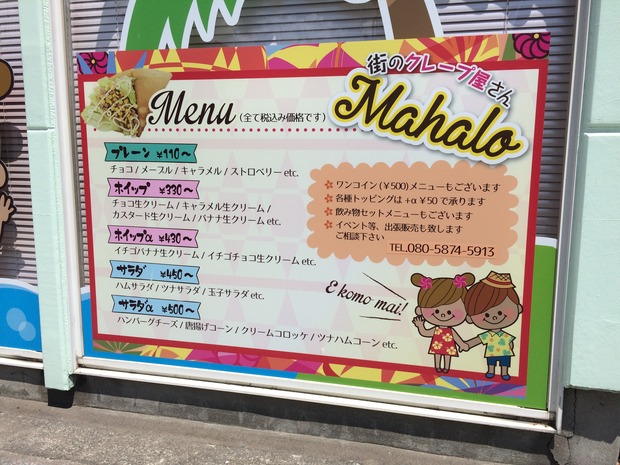 街のクレープ屋さん
Mahalo
Menu (全て税込み価格です)
プレーン ¥110〜
チョコ / メープル / キャラメル / ストロベリー etc.
ホイップ ¥330〜
チョコ生クリーム / キャラメル生クリーム /
カスタード生クリーム / バナナ生クリーム etc.
ホイップα ¥430〜
イチゴバナナ生クリーム / イチゴチョコ生クリーム etc.
サラダ ¥450〜
ハムサラダ / ツナサラダ / 玉子サラダ etc.
サラダα ¥500〜
ハンバーグチーズ / 唐揚げコーン / クリームコロッケ / ツナハムコーン etc.
ワンコイン (¥500) メニューもございます
各種トッピングは +α ¥50 で承ります
飲み物セットメニューもございます
イベント等、出張販売も致します
ご相談下さい
TEL.080-5874-5913
E komo mai!